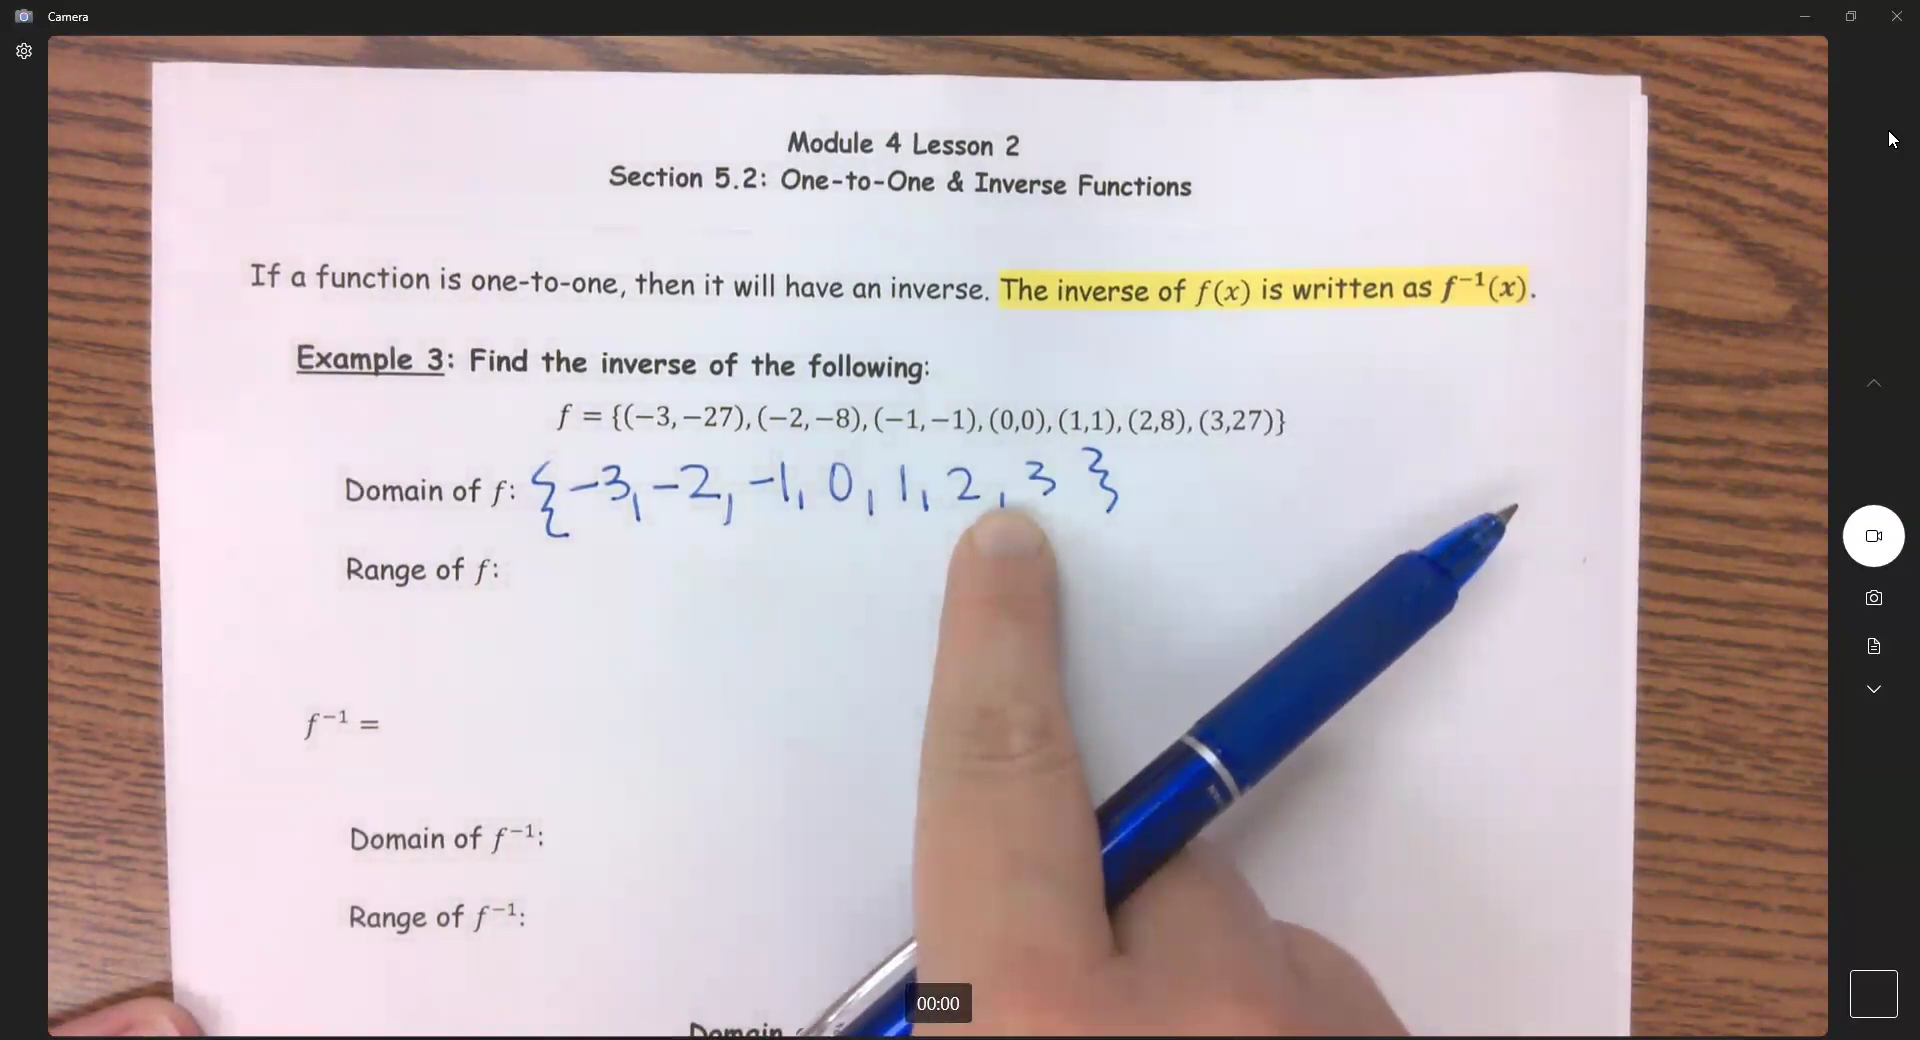 Camera
Module 4 Lesson 2
Section 5.2: One-to-One & Inverse Functions
If a function is one-to-one, then it will have an inverse. The inverse of f(x) is written as f⁻¹(x).
Example 3: Find the inverse of the following:
f = {(−3, −27), (−2, −8), (−1, −1), (0,0), (1,1), (2,8), (3,27)}
Domain of f: {-3, -2, -1, 0, 1, 2, 3 }
Range of f:
f⁻¹ =
Domain of f⁻¹:
Range of f⁻¹:
00:00
Domain